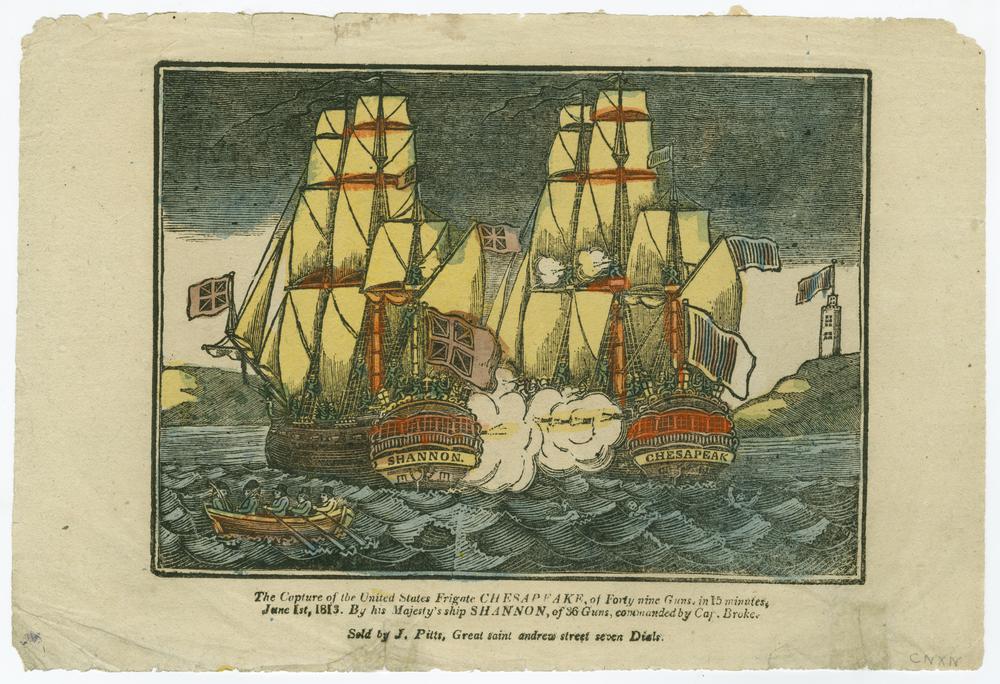 SHANNON.
CHESAPEAK
The Capture of the United States Frigate CHESAPEAKE, of Forty nine Guns, in 15 minutes,
June 1st, 1813. By his Majesty's ship SHANNON, of 36 Guns, commanded by Cap. Broke.
Sold by J. Pitts, Great saint andrew street seven Dials.
CNXN